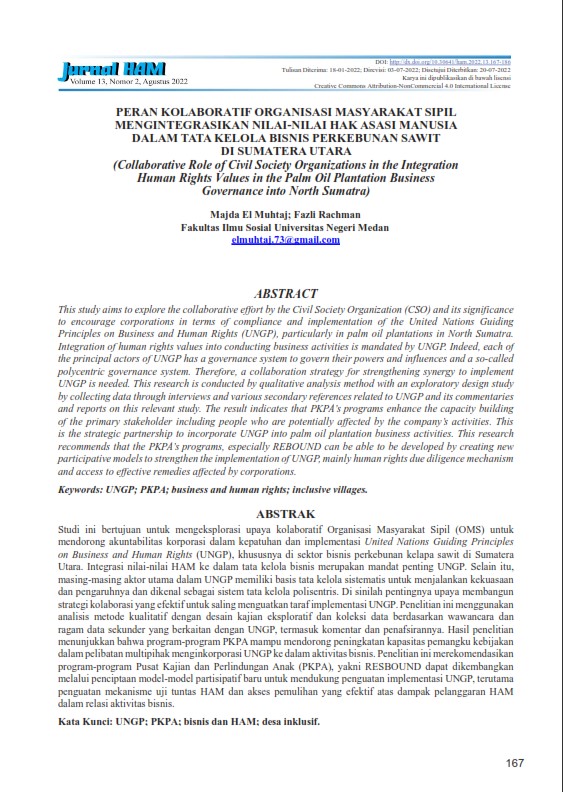 Jurnal HAM
Volume 13, Nomor 2, Agustus 2022
DOI: http://dx.doi.org/10.30641/ham.2022.13.167-186
Tulisan Diterima: 18-01-2022; Direvisi: 03-07-2022; Disetujui Diterbitkan: 20-07-2022
Karya ini dipublikasikan di bawah lisensi
Creative Commons Attribution-NonCommercial 4.0 International License
PERAN KOLABORATIF ORGANISASI MASYARAKAT SIPIL
MENGINTEGRASIKAN NILAI-NILAI HAK ASASI MANUSIA
DALAM TATA KELOLA BISNIS PERKEBUNAN SAWIT
DI SUMATERA UTARA
(Collaborative Role of Civil Society Organizations in the Integration
Human Rights Values in the Palm Oil Plantation Business
Governance into North Sumatra)
Majda El Muhtaj; Fazli Rachman
Fakultas Ilmu Sosial Universitas Negeri Medan
elmuhtaj.73@gmail.com
ABSTRACT
This study aims to explore the collaborative effort by the Civil Society Organization (CSO) and its significance
to encourage corporations in terms of compliance and implementation of the United Nations Guiding
Principles on Business and Human Rights (UNGP), particularly in palm oil plantations in North Sumatra.
Integration of human rights values into conducting business activities is mandated by UNGP. Indeed, each of
the principal actors of UNGP has a governance system to govern their powers and influences and a so-called
polycentric governance system. Therefore, a collaboration strategy for strengthening synergy to implement
UNGP is needed. This research is conducted by qualitative analysis method with an exploratory design study
by collecting data through interviews and various secondary references related to UNGP and its commentaries
and reports on this relevant study. The result indicates that PKPA's programs enhance the capacity building
of the primary stakeholder including people who are potentially affected by the company's activities. This
is the strategic partnership to incorporate UNGP into palm oil plantation business activities. This research
recommends that the PKPA's programs, especially REBOUND can be able to be developed by creating new
participative models to strengthen the implementation of UNGP, mainly human rights due diligence mechanism
and access to effective remedies affected by corporations.
Keywords: UNGP; PKPA; business and human rights; inclusive villages.
ABSTRAK
Studi ini bertujuan untuk mengeksplorasi upaya kolaboratif Organisasi Masyarakat Sipil (OMS) untuk
mendorong akuntabilitas korporasi dalam kepatuhan dan implementasi United Nations Guiding Principles
on Business and Human Rights (UNGP), khususnya di sektor bisnis perkebunan kelapa sawit di Sumatera
Utara. Integrasi nilai-nilai HAM ke dalam tata kelola bisnis merupakan mandat penting UNGP. Selain itu,
masing-masing aktor utama dalam UNGP memiliki basis tata kelola sistematis untuk menjalankan kekuasaan
dan pengaruhnya dan dikenal sebagai sistem tata kelola polisentris. Di sinilah pentingnya upaya membangun
strategi kolaborasi yang efektif untuk saling menguatkan taraf implementasi UNGP. Penelitian ini menggunakan
analisis metode kualitatif dengan desain kajian eksploratif dan koleksi data berdasarkan wawancara dan
ragam data sekunder yang berkaitan dengan UNGP, termasuk komentar dan penafsirannya. Hasil penelitian
menunjukkan bahwa program-program PKPA mampu mendorong peningkatan kapasitas pemangku kebijakan
dalam pelibatan multipihak menginkorporasi UNGP ke dalam aktivitas bisnis. Penelitian ini merekomendasikan
program-program Pusat Kajian dan Perlindungan Anak (PKPA), yakni RESBOUND dapat dikembangkan
melalui penciptaan model-model partisipatif baru untuk mendukung penguatan implementasi UNGP, terutama
penguatan mekanisme uji tuntas HAM dan akses pemulihan yang efektif atas dampak pelanggaran HAM
dalam relasi aktivitas bisnis.
Kata Kunci: UNGP; PKPA; bisnis dan HAM; desa inklusif.
167